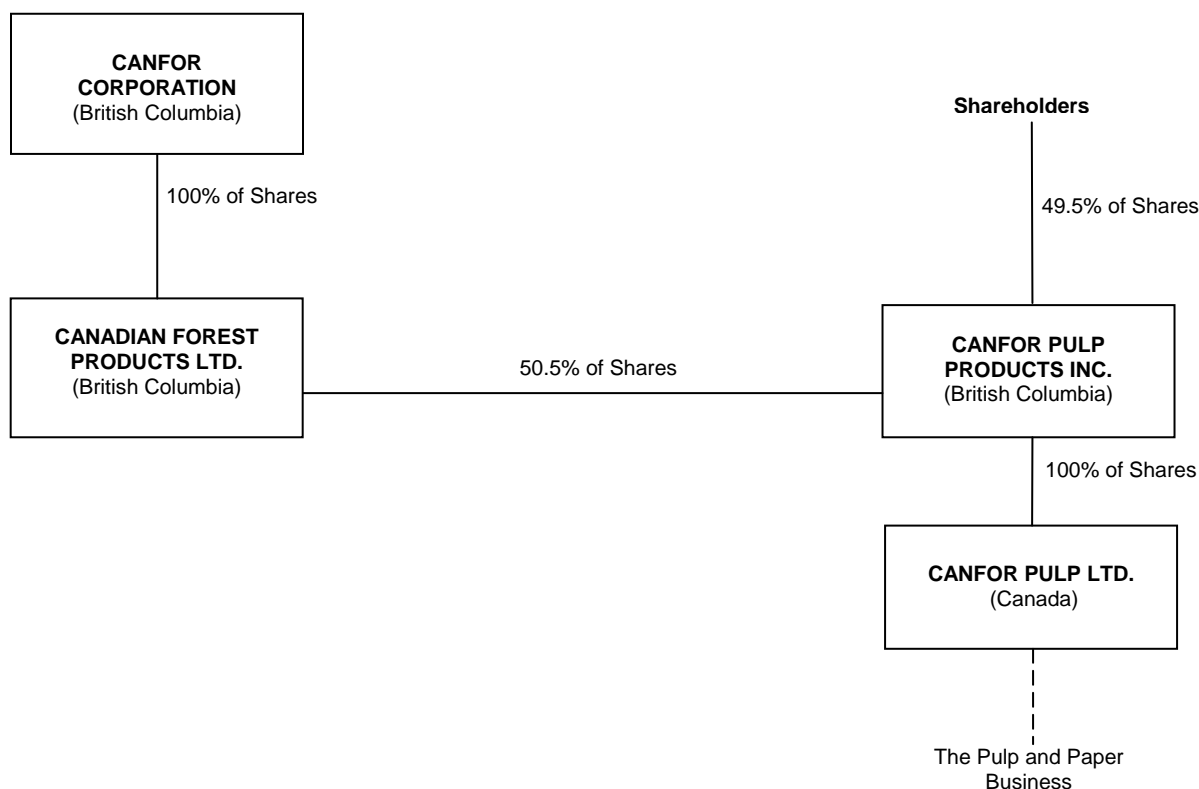 CANFOR
CORPORATION
(British Columbia)
Shareholders
100% of Shares
49.5% of Shares
CANADIAN FOREST
PRODUCTS LTD.
(British Columbia)
50.5% of Shares
CANFOR PULP
PRODUCTS INC.
(British Columbia)
100% of Shares
CANFOR PULP LTD.
(Canada)
The Pulp and Paper
Business